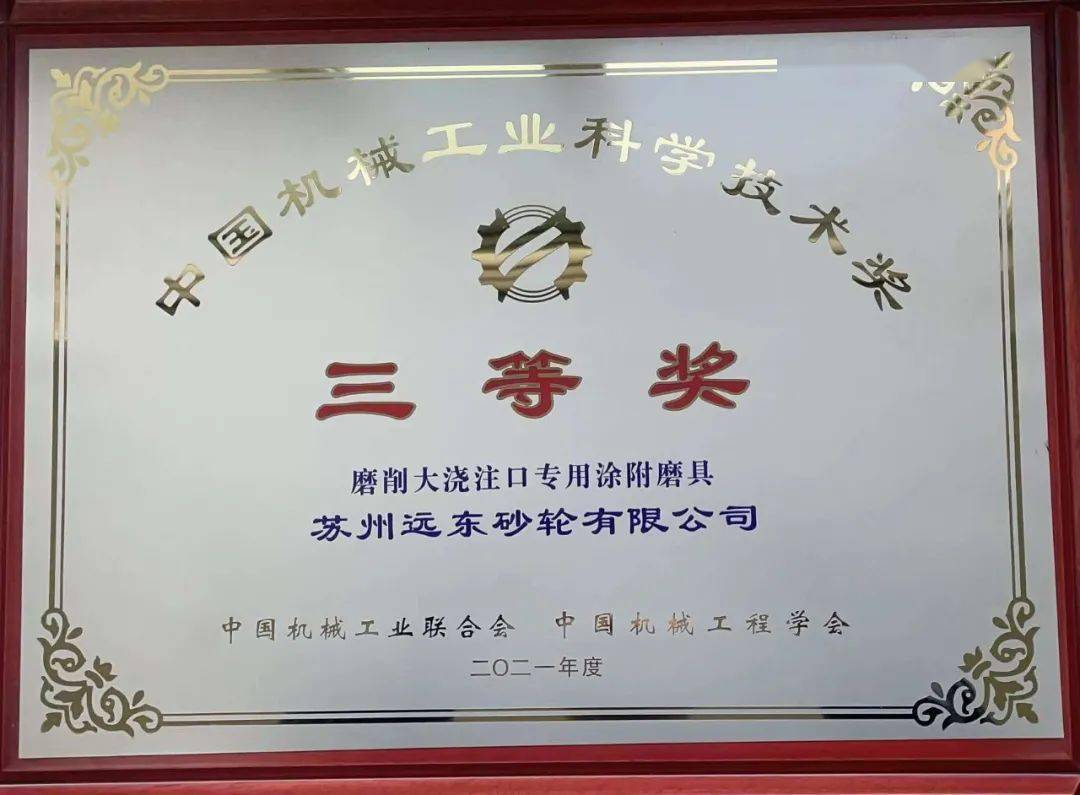 中国机械工业科学技术奖
三等奖
磨削大浇注口专用涂附磨具
苏州远东砂轮有限公司
中国机械工业联合会 中国机械工程学会
二〇二一年度